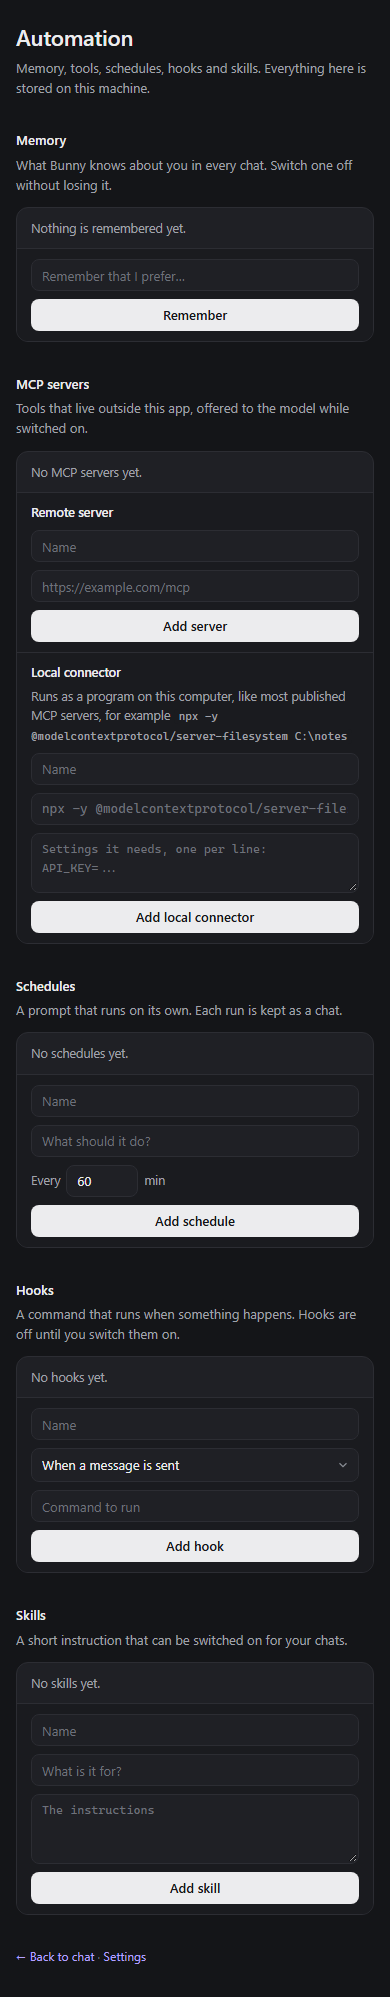 Automation
Memory, tools, schedules, hooks and skills. Everything here is
stored on this machine.
Memory
What Bunny knows about you in every chat. Switch one off
without losing it.
Nothing is remembered yet.
Remember that I prefer...
Remember
MCP servers
Tools that live outside this app, offered to the model while
switched on.
No MCP servers yet.
Remote server
Name
https://example.com/mcp
Add server
Local connector
Runs as a program on this computer, like most published
MCP servers, for example npx -y
@modelcontextprotocol/server-filesystem C:\notes
Name
npx -y @modelcontextprotocol/server-file
Settings it needs, one per line:
API_KEY=...
Add local connector
Schedules
A prompt that runs on its own. Each run is kept as a chat.
No schedules yet.
Name
What should it do?
Every 60 min
Add schedule
Hooks
A command that runs when something happens. Hooks are
off until you switch them on.
No hooks yet.
Name
When a message is sent
Command to run
Add hook
Skills
A short instruction that can be switched on for your chats.
No skills yet.
Name
What is it for?
The instructions
Add skill
← Back to chat · Settings